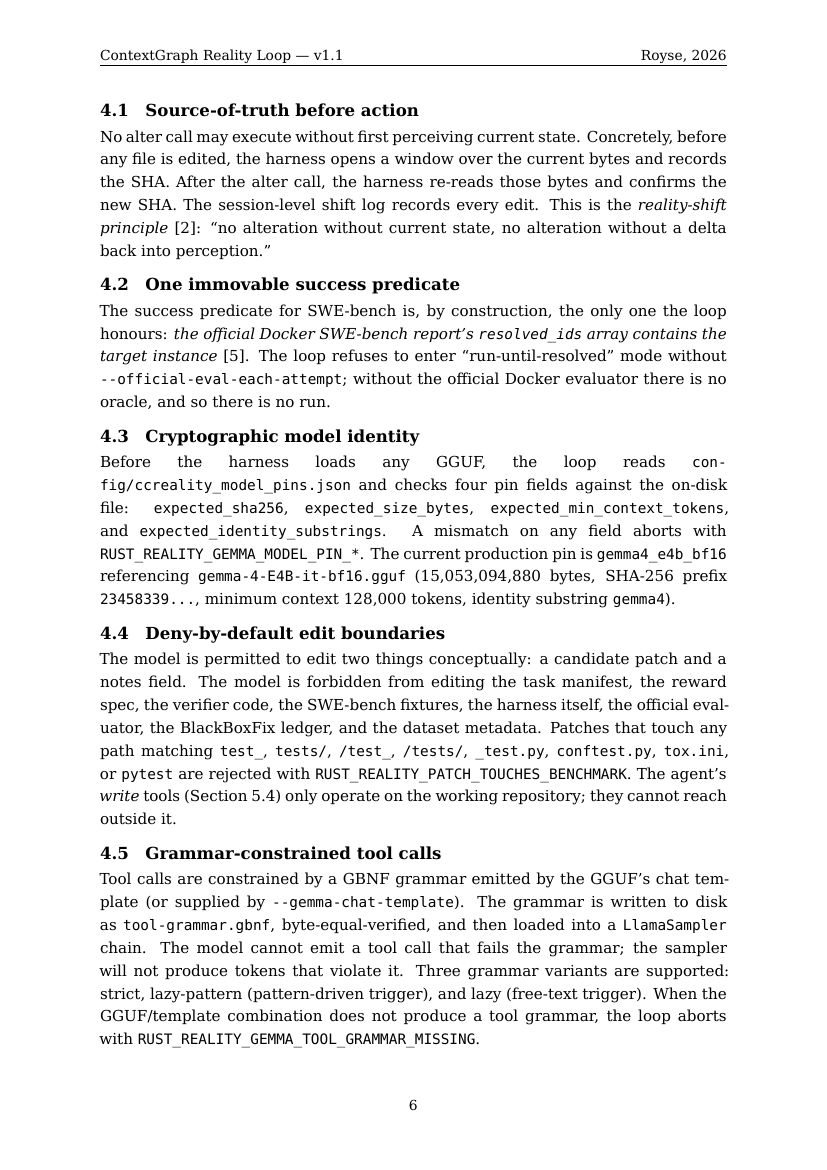 ContextGraph Reality Loop — v1.1 Royse, 2026
4.1 Source-of-truth before action
No alter call may execute without first perceiving current state. Concretely, before
any file is edited, the harness opens a window over the current bytes and records
the SHA. After the alter call, the harness re-reads those bytes and confirms the
new SHA. The session-level shift log records every edit. This is the reality-shift
principle [2]: “no alteration without current state, no alteration without a delta
back into perception.”
4.2 One immovable success predicate
The success predicate for SWE-bench is, by construction, the only one the loop
honours: the official Docker SWE-bench report’s resolved_ids array contains the
target instance [5]. The loop refuses to enter “run-until-resolved” mode without
--official-eval-each-attempt; without the official Docker evaluator there is no
oracle, and so there is no run.
4.3 Cryptographic model identity
Before the harness loads any GGUF, the loop reads con-
fig/ccreality_model_pins.json and checks four pin fields against the on-disk
file: expected_sha256, expected_size_bytes, expected_min_context_tokens,
and expected_identity_substrings. A mismatch on any field aborts with
RUST_REALITY_GEMMA_MODEL_PIN_*. The current production pin is gemma4_e4b_bf16
referencing gemma-4-E4B-it-bf16.gguf (15,053,094,880 bytes, SHA-256 prefix
23458339..., minimum context 128,000 tokens, identity substring gemma4).
4.4 Deny-by-default edit boundaries
The model is permitted to edit two things conceptually: a candidate patch and a
notes field. The model is forbidden from editing the task manifest, the reward
spec, the verifier code, the SWE-bench fixtures, the harness itself, the official eval-
uator, the BlackBoxFix ledger, and the dataset metadata. Patches that touch any
path matching test_, tests/, /test_, /tests/, _test.py, conftest.py, tox.ini,
or pytest are rejected with RUST_REALITY_PATCH_TOUCHES_BENCHMARK. The agent’s
write tools (Section 5.4) only operate on the working repository; they cannot reach
outside it.
4.5 Grammar-constrained tool calls
Tool calls are constrained by a GBNF grammar emitted by the GGUF’s chat tem-
plate (or supplied by --gemma-chat-template). The grammar is written to disk
as tool-grammar.gbnf, byte-equal-verified, and then loaded into a LlamaSampler
chain. The model cannot emit a tool call that fails the grammar; the sampler
will not produce tokens that violate it. Three grammar variants are supported:
strict, lazy-pattern (pattern-driven trigger), and lazy (free-text trigger). When the
GGUF/template combination does not produce a tool grammar, the loop aborts
with RUST_REALITY_GEMMA_TOOL_GRAMMAR_MISSING.
6